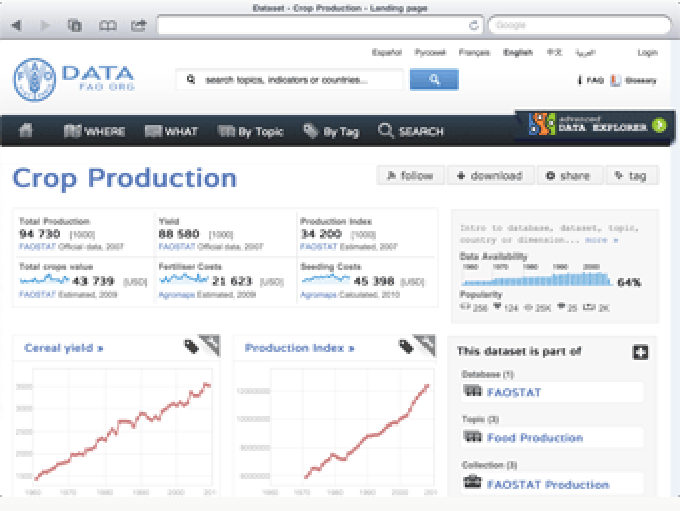 Dataset - Crop Production - Landing page
Google
Español Русский Français English 中文 العربية Login
DATA
FAO ORG
search topics, indicators or countries...
FAQ Glossary
WHERE WHAT By Topic By Tag SEARCH
advanced
DATA EXPLORER
Crop Production
follow download share tag
Total Production Yield Production Index
94 730 [1000] 88 580 [1000] 34 200 [1000]
FAOSTAT Official data, 2007 FAOSTAT Official data, 2007 FAOSTAT Estimated, 2007
Total crops value Fertiliser Costs Seeding Costs
43 739 [USD] 21 623 [USD] 45 398 [USD]
FAOSTAT Estimated, 2009 Agromaps Estimated, 2009 Agromaps Calculated, 2010
Intro to database, dataset, topic,
country or dimension... more »
Data Availability
1960 1970 1980 1990 2000
64%
Popularity
256 124 25K 25 2K
Cereal yield »
3500
3000
2500
2000
1500
1960 1970 1980 1990 2000 201
Production Index »
1960 1970 1980 1990 2000 201
This dataset is part of
Database (1)
FAOSTAT
Topic (3)
Food Production
Collection (3)
FAOSTAT Production